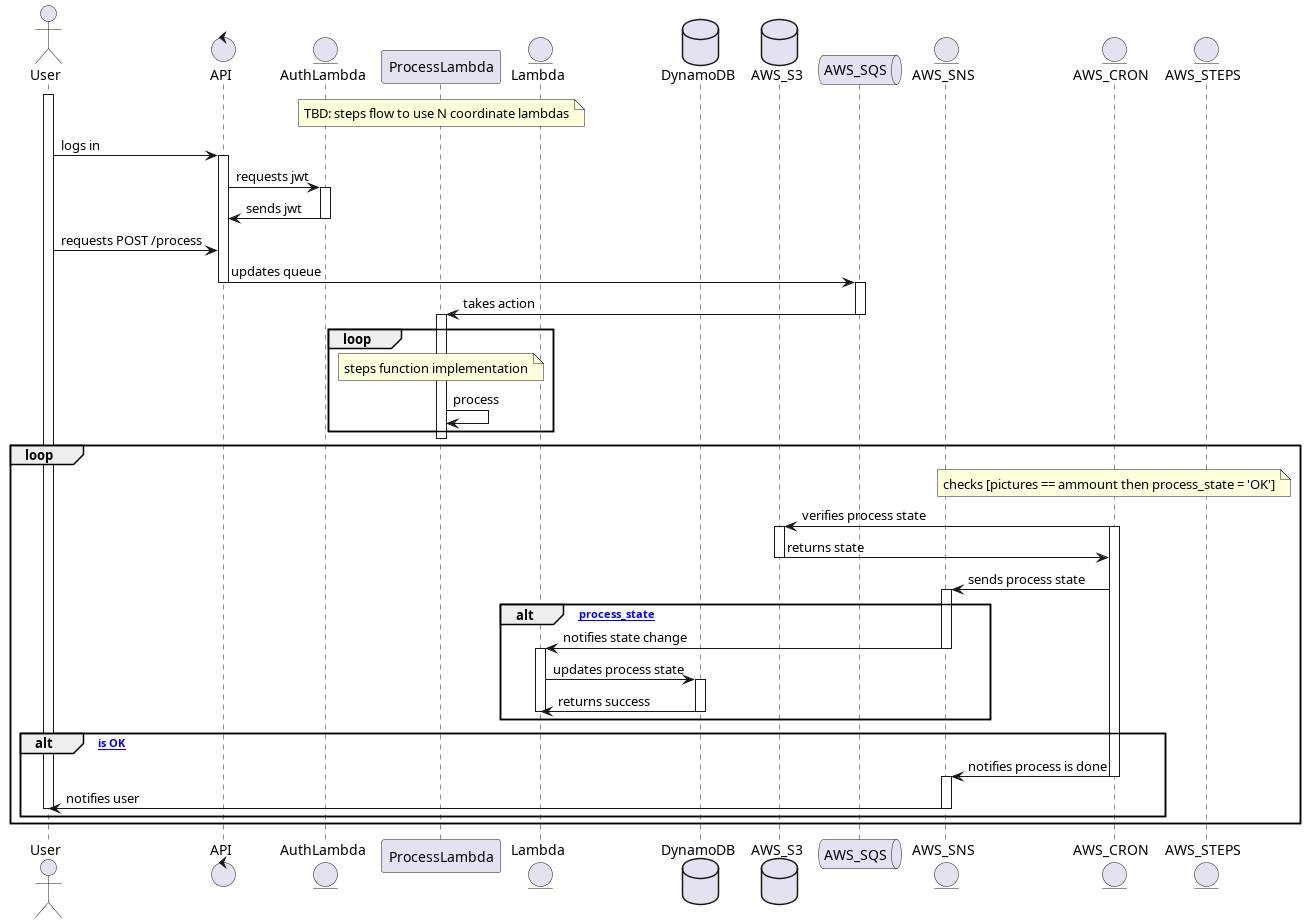 User
API
AuthLambda
ProcessLambda
Lambda
DynamoDB
AWS_S3
AWS_SQS
AWS_SNS
AWS_CRON
AWS_STEPS
TBD: steps flow to use N coordinate lambdas
logs in
requests jwt
sends jwt
requests POST /process
updates queue
takes action
loop
steps function implementation
process
loop
checks [pictures == ammount then process_state = 'OK']
verifies process state
returns state
sends process state
alt process_state
notifies state change
updates process state
returns success
alt is OK
notifies process is done
notifies user
User
API
AuthLambda
ProcessLambda
Lambda
DynamoDB
AWS_S3
AWS_SQS
AWS_SNS
AWS_CRON
AWS_STEPS